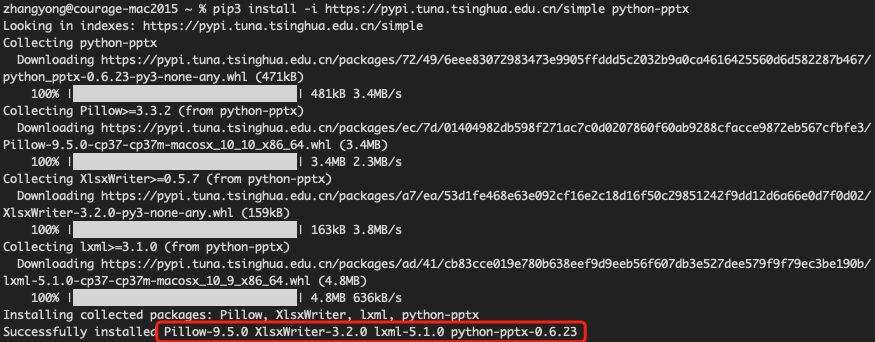 zhangyong@courage-mac2015 ~ % pip3 install -i https://pypi.tuna.tsinghua.edu.cn/simple python-pptx
Looking in indexes: https://pypi.tuna.tsinghua.edu.cn/simple
Collecting python-pptx
  Downloading https://pypi.tuna.tsinghua.edu.cn/packages/72/49/6eee83072983473e9905ffddd5c2032b9a0ca4616425560d6d582287b467/
python_pptx-0.6.23-py3-none-any.whl (471kB)
    100% |                                | 481kB 3.4MB/s
Collecting Pillow>=3.3.2 (from python-pptx)
  Downloading https://pypi.tuna.tsinghua.edu.cn/packages/ec/7d/01404982db598f271ac7c0d0207860f60ab9288cfacce9872eb567cfbfe3/
Pillow-9.5.0-cp37-cp37m-macosx_10_10_x86_64.whl (3.4MB)
    100% |                                | 3.4MB 2.3MB/s
Collecting XlsxWriter>=0.5.7 (from python-pptx)
  Downloading https://pypi.tuna.tsinghua.edu.cn/packages/a7/ea/53d1fe468e63e092cf16e2c18d16f50c29851242f9dd12d6a66e0d7f0d02/
XlsxWriter-3.2.0-py3-none-any.whl (159kB)
    100% |                                | 163kB 3.8MB/s
Collecting lxml>=3.1.0 (from python-pptx)
  Downloading https://pypi.tuna.tsinghua.edu.cn/packages/ad/41/cb83cce019e780b638eef9d9eeb56f607db3e527dee579f9f79ec3be190b/
lxml-5.1.0-cp37-cp37m-macosx_10_9_x86_64.whl (4.8MB)
    100% |                                | 4.8MB 636kB/s
Installing collected packages: Pillow, XlsxWriter, lxml, python-pptx
Successfully installed Pillow-9.5.0 XlsxWriter-3.2.0 lxml-5.1.0 python-pptx-0.6.23